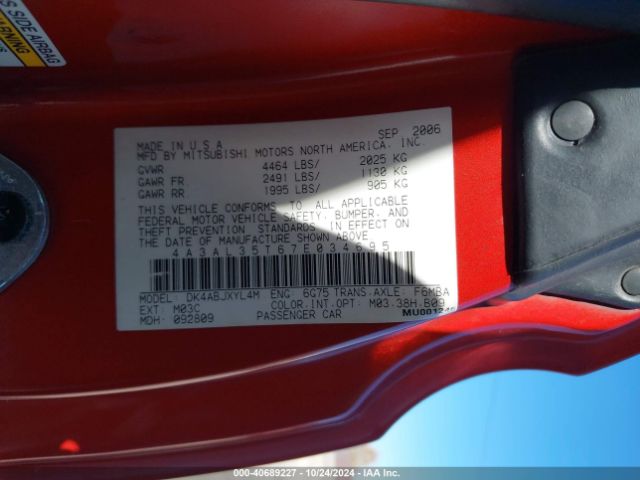 S SIDE AIRBAG
WARNING
SEP 2006
MADE IN U.S.A.
MFD BY MITSUBISHI MOTORS NORTH AMERICA, INC.
GVWR 4464 LBS/ 2025 KG
GAWR FR. 2491 LBS/ 1130 KG
GAWR RR. 1995 LBS/ 905 KG
THIS VEHICLE CONFORMS TO ALL APPLICABLE
FEDERAL MOTOR VEHICLE SAFETY, BUMPER, AND
THEFT PREVENTION STANDARDS IN EFFECT ON
THE DATE OF MANUFACTURE SHOWN ABOVE
4A3AL35T67E034695
MODEL: DK4ABJXYL4M ENG 6G75 TRANS.AXLE: F6MBA
EXT: M03C COLOR.INT.OPT: M03.38H.B09
MDH: 092809 PASSENGER CAR MU001246
000-40689227 - 10/24/2024 - IAA Inc.